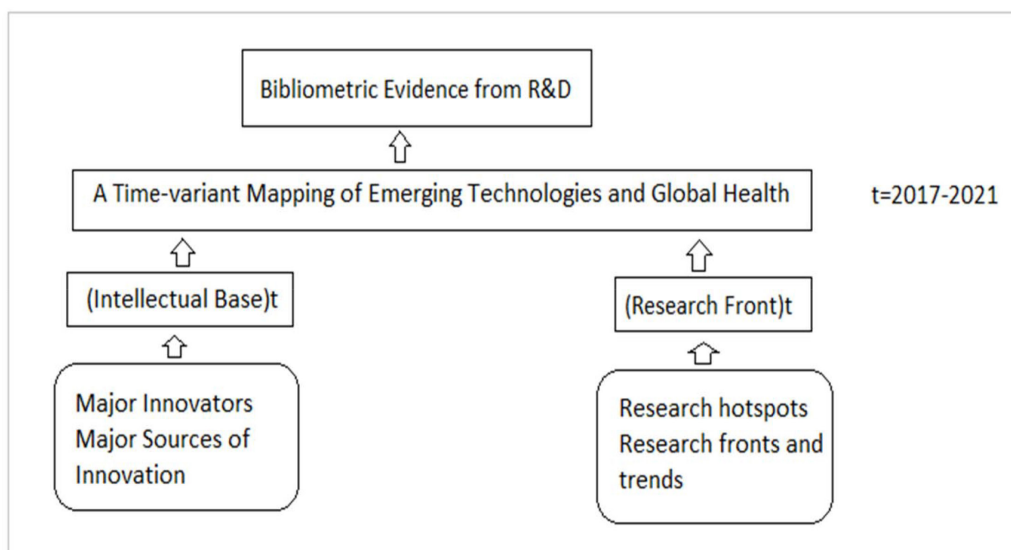 Bibliometric Evidence from R&D
A Time-variant Mapping of Emerging Technologies and Global Health
t=2017-2021
(Intellectual Base)t
(Research Front)t
Major Innovators
Major Sources of
Innovation
Research hotspots
Research fronts and
trends